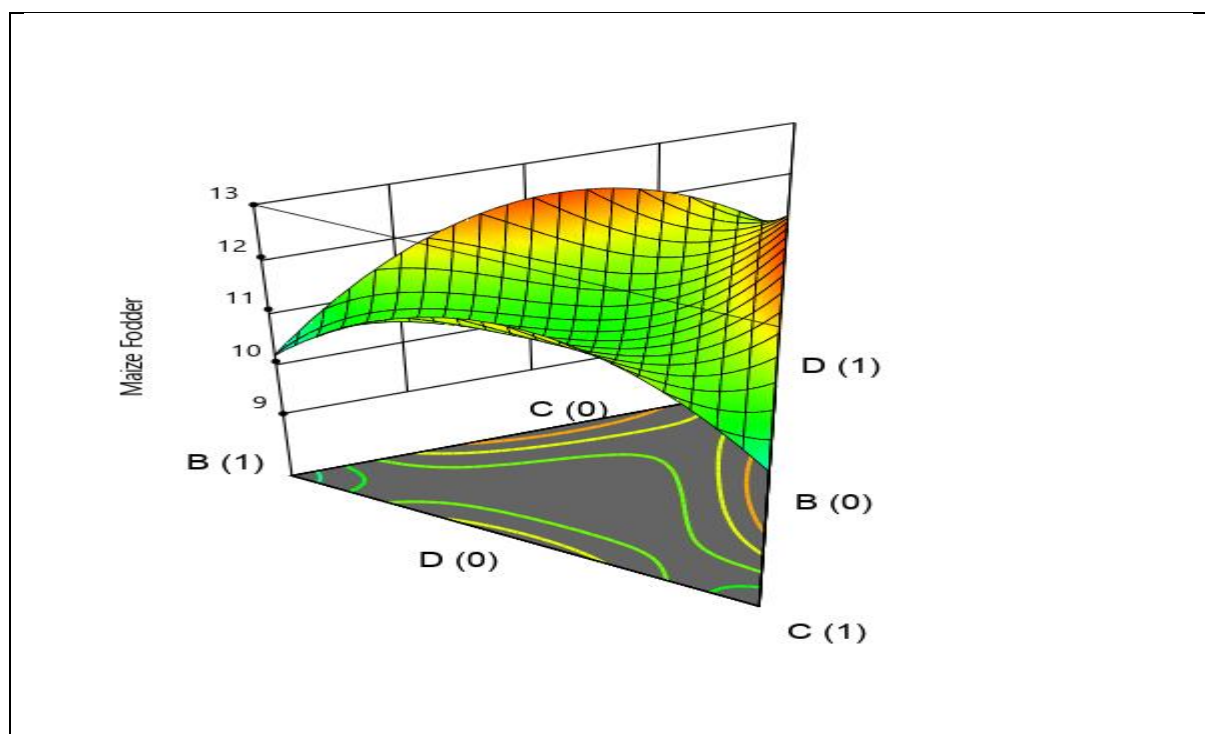 13
12
11
10
9
Maize Fodder
D (1)
C (0)
B (1)
B (0)
D (0)
C (1)